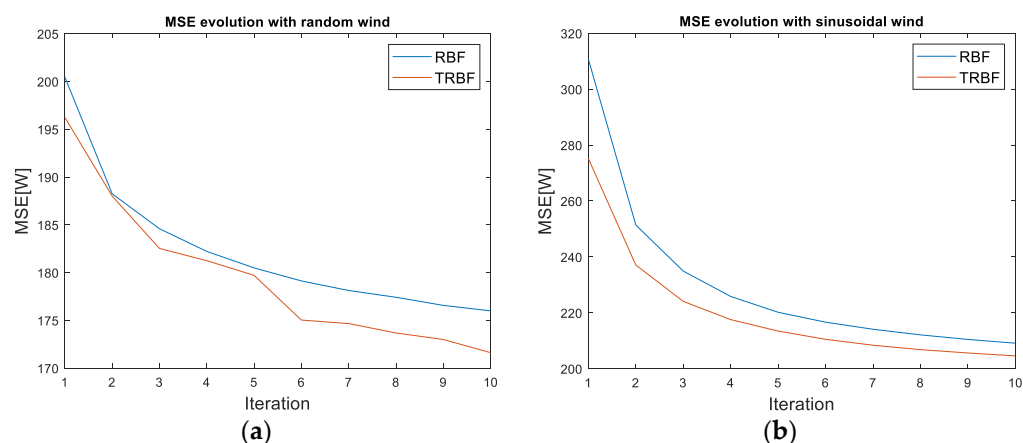 MSE evolution with random wind
205
200
195
190
185
180
175
170
MSE[W]
RBF
TRBF
1 2 3 4 5 6 7 8 9 10
Iteration
(a)
MSE evolution with sinusoidal wind
320
300
280
260
240
220
200
MSE[W]
RBF
TRBF
1 2 3 4 5 6 7 8 9 10
Iteration
(b)